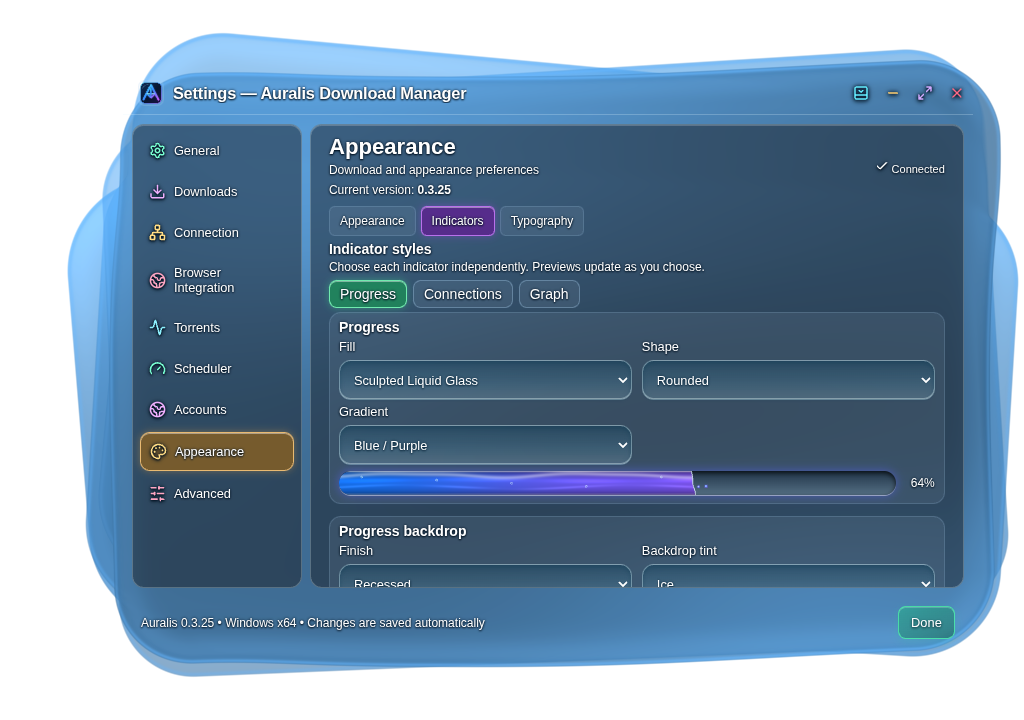 Settings — Auralis Download Manager
General
Downloads
Connection
Browser
Integration
Torrents
Scheduler
Accounts
Appearance
Advanced
Appearance
Download and appearance preferences
Connected
Current version: 0.3.25
Appearance
Indicators
Typography
Indicator styles
Choose each indicator independently. Previews update as you choose.
Progress
Connections
Graph
Progress
Fill
Shape
Sculpted Liquid Glass
Rounded
Gradient
Blue / Purple
64%
Progress backdrop
Finish
Backdrop tint
Recessed
Ice
Auralis 0.3.25 • Windows x64 • Changes are saved automatically
Done